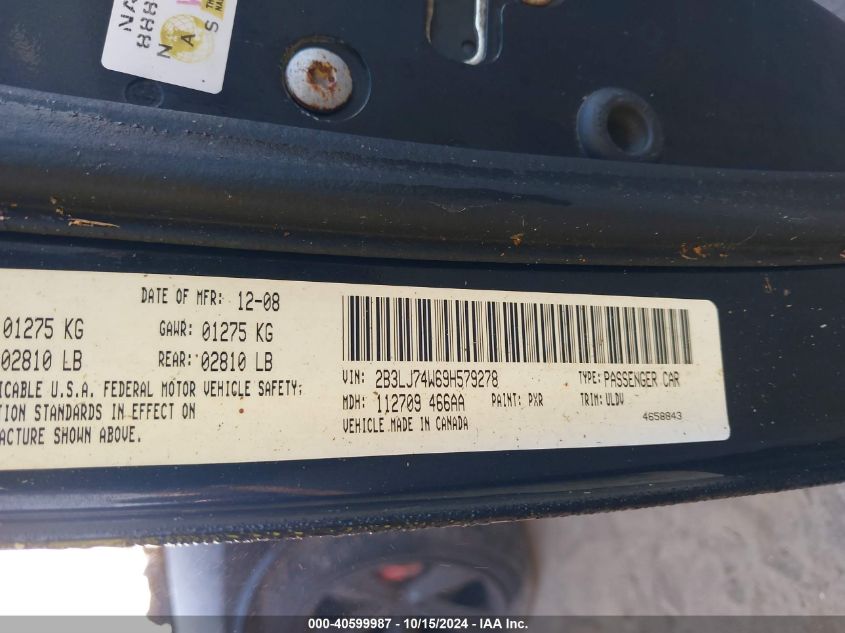 NA
888
N A S
DATE OF MFR: 12-08
01275 KG GAWR: 01275 KG
02810 LB REAR: 02810 LB
ICABLE U.S.A. FEDERAL MOTOR VEHICLE SAFETY,
TION STANDARDS IN EFFECT ON
ACTURE SHOWN ABOVE.
VIN: 2B3LJ74W69H579278 TYPE: PASSENGER CAR
MDH: 112709 466AA PAINT: PXR TRIM: ULDV
VEHICLE MADE IN CANADA 4658843
000-40599987 - 10/15/2024 - IAA Inc.